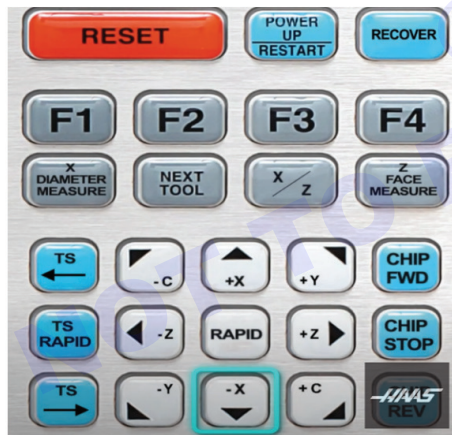 RESET
POWER
UP
RESTART
RECOVER
F1
F2
F3
F4
X
DIAMETER
MEASURE
NEXT
TOOL
X/Z
Z
FACE
MEASURE
TS
-C
+X
+Y
CHIP
FWD
TS
RAPID
-Z
RAPID
+Z
CHIP
STOP
TS
-Y
-X
+C
HAAS
REV